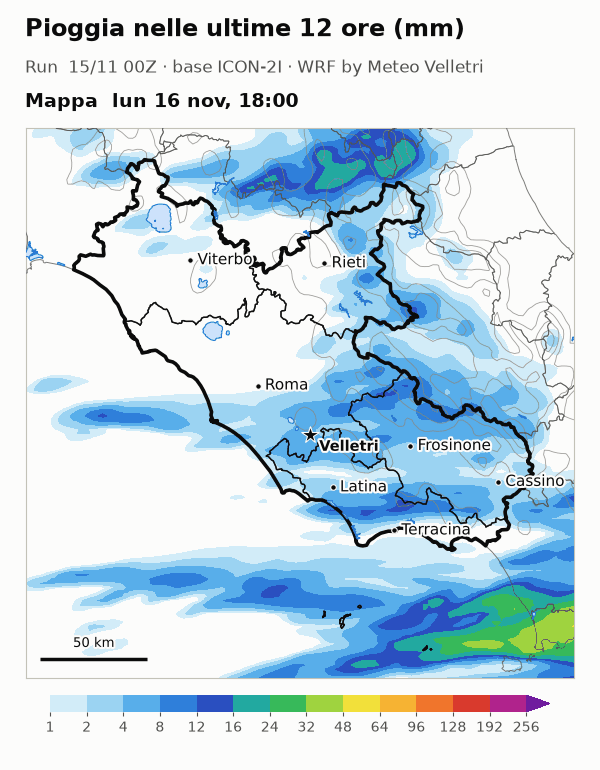 Pioggia nelle ultime 12 ore (mm)
Run 15/11 00Z · base ICON-2I · WRF by Meteo Velletri
Mappa lun 16 nov, 18:00
Viterbo
Rieti
Roma
Velletri
Frosinone
Latina
Cassino
Terracina
50 km
1 2 4 8 12 16 24 32 48 64 96 128 192 256